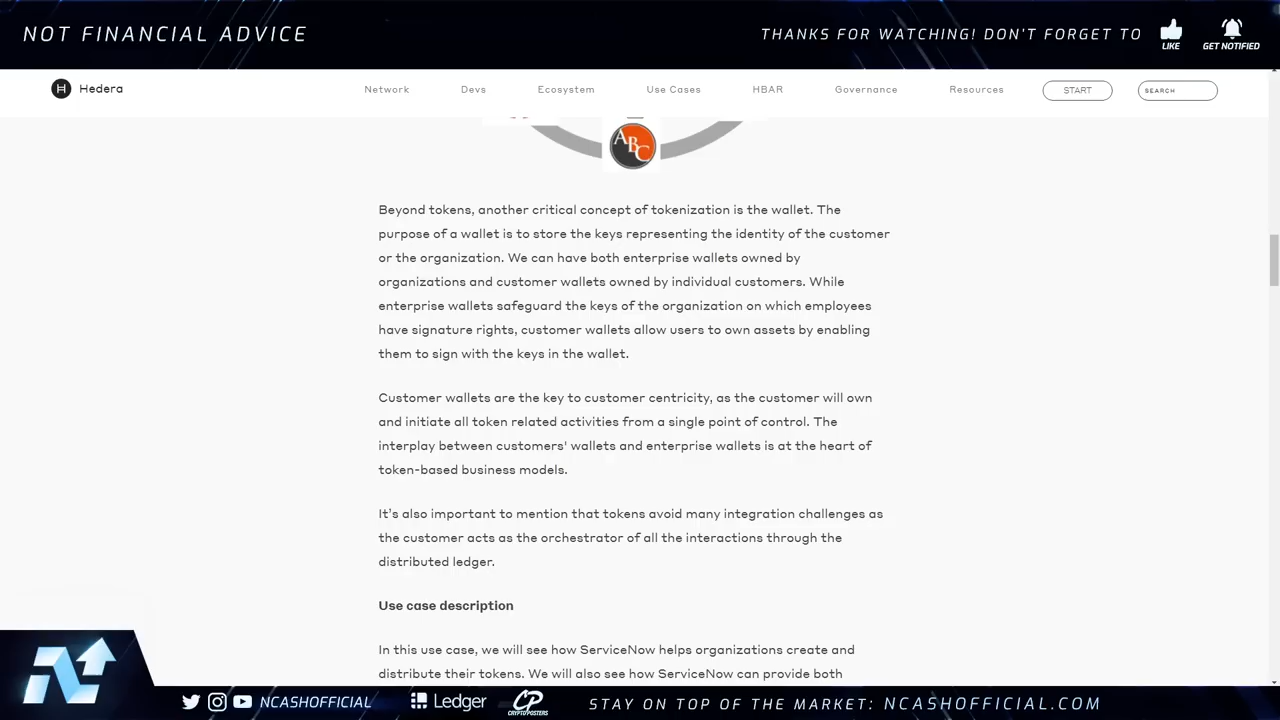 NOT FINANCIAL ADVICE
THANKS FOR WATCHING! DON'T FORGET TO
LIKE
GET NOTIFIED
H Hedera
Network Devs Ecosystem Use Cases HBAR Governance Resources START SEARCH
ABC
Beyond tokens, another critical concept of tokenization is the wallet. The
purpose of a wallet is to store the keys representing the identity of the customer
or the organization. We can have both enterprise wallets owned by
organizations and customer wallets owned by individual customers. While
enterprise wallets safeguard the keys of the organization on which employees
have signature rights, customer wallets allow users to own assets by enabling
them to sign with the keys in the wallet.
Customer wallets are the key to customer centricity, as the customer will own
and initiate all token related activities from a single point of control. The
interplay between customers' wallets and enterprise wallets is at the heart of
token-based business models.
It's also important to mention that tokens avoid many integration challenges as
the customer acts as the orchestrator of all the interactions through the
distributed ledger.
Use case description
In this use case, we will see how ServiceNow helps organizations create and
distribute their tokens. We will also see how ServiceNow can provide both
N
NCASHOFFICIAL
Ledger
CP
CRYPTOPOSTERS
STAY ON TOP OF THE MARKET: NCASHOFFICIAL.COM